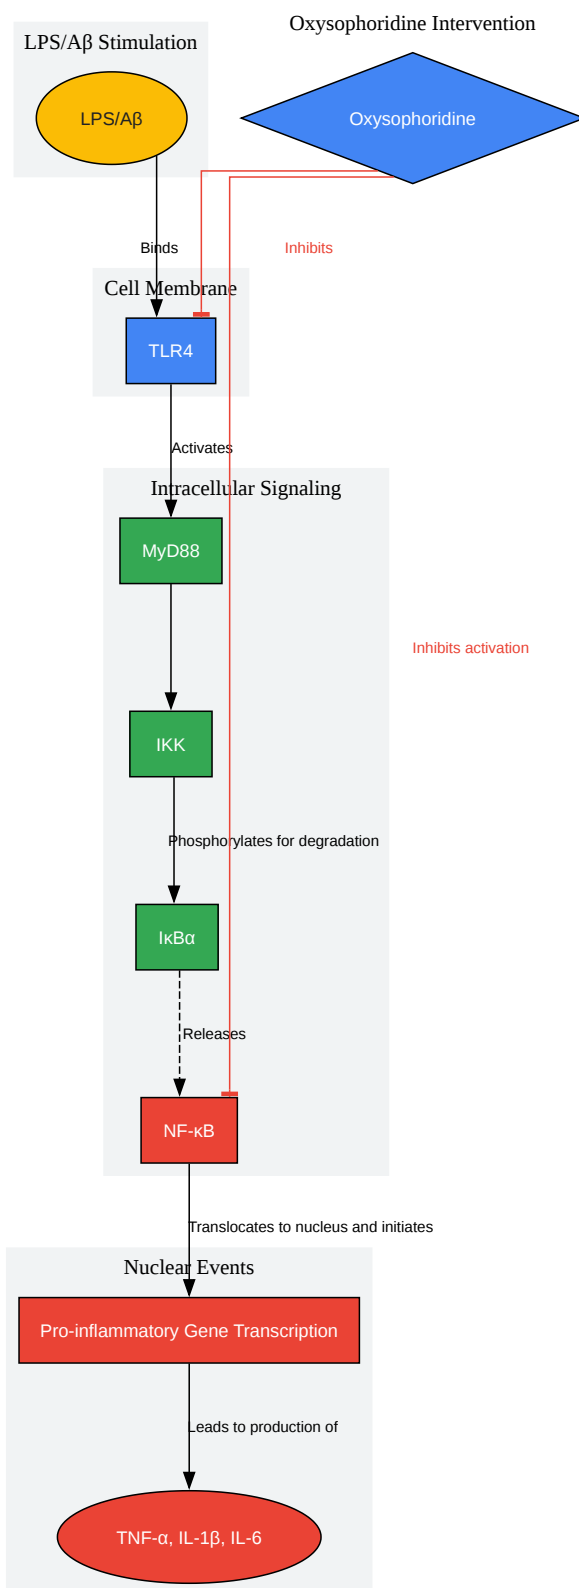 Oxysophoridine Intervention
LPS/Aβ Stimulation
LPS/Aβ
Oxysophoridine
Binds
Inhibits
Cell Membrane
TLR4
Activates
Intracellular Signaling
MyD88
Inhibits activation
IKK
Phosphorylates for degradation
IκBα
Releases
NF-κB
Translocates to nucleus and initiates
Nuclear Events
Pro-inflammatory Gene Transcription
Leads to production of
TNF-α, IL-1β, IL-6